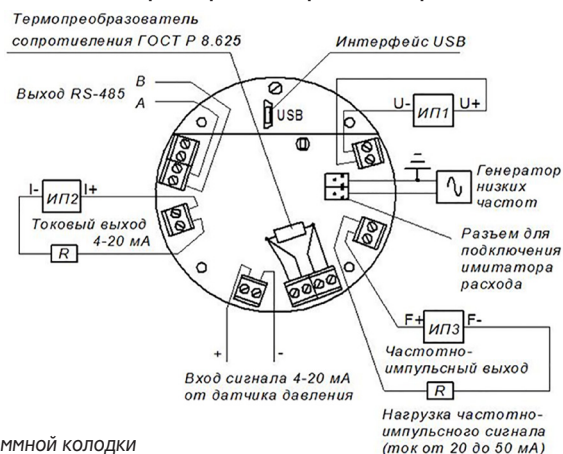 Термопреобразователь
сопротивления ГОСТ Р 8.625
Интерфейс USB
Выход RS-485
B
A
USB
U-
ИП1
U+
Генератор
низких
частот
I-
ИП2
I+
Токовый выход
4-20 мА
R
Разъем для
подключения
имитатора
расхода
F+
ИП3
F-
Частотно-
импульсный выход
R
+
-
Вход сигнала 4-20 мА
от датчика давления
Нагрузка частотно-
импульсного сигнала
(ток от 20 до 50 мА)
ммной колодки